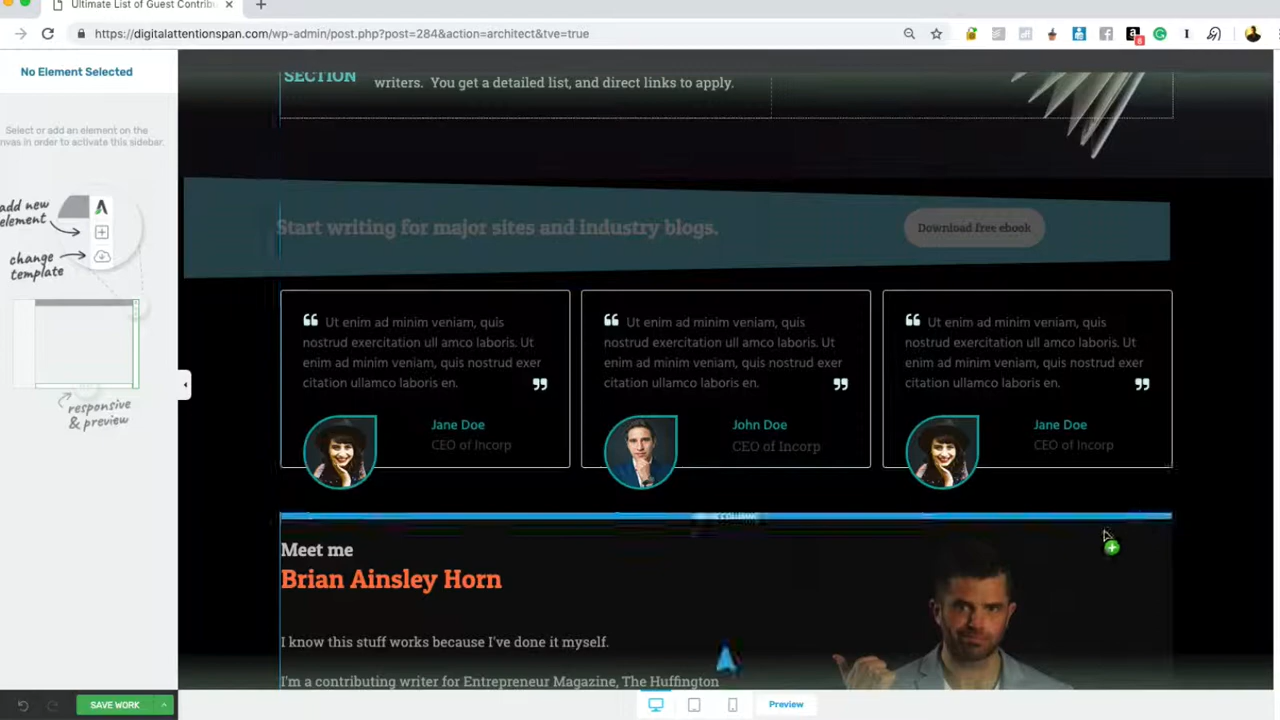 Ultimate List of Guest Contribu
https://digitalattentionspan.com/wp-admin/post.php?post=284&action=architect&tve=true
8
No Element Selected
Select or add an element on the
nvas in order to activate this sidebar.
add new
element
change
template
responsive
& preview
SECTION
writers. You get a detailed list, and direct links to apply.
Start writing for major sites and industry blogs.
Download free ebook
Ut enim ad minim veniam, quis
nostrud exercitation ull amco laboris. Ut
enim ad minim veniam, quis nostrud exer
citation ullamco laboris en.
Jane Doe
CEO of Incorp
Ut enim ad minim veniam, quis
nostrud exercitation ull amco laboris. Ut
enim ad minim veniam, quis nostrud exer
citation ullamco laboris en.
John Doe
CEO of Incorp
Ut enim ad minim veniam, quis
nostrud exercitation ull amco laboris. Ut
enim ad minim veniam, quis nostrud exer
citation ullamco laboris en.
Jane Doe
CEO of Incorp
Meet me
Brian Ainsley Horn
I know this stuff works because I've done it myself.
I'm a contributing writer for Entrepreneur Magazine, The Huffington
SAVE WORK
Preview